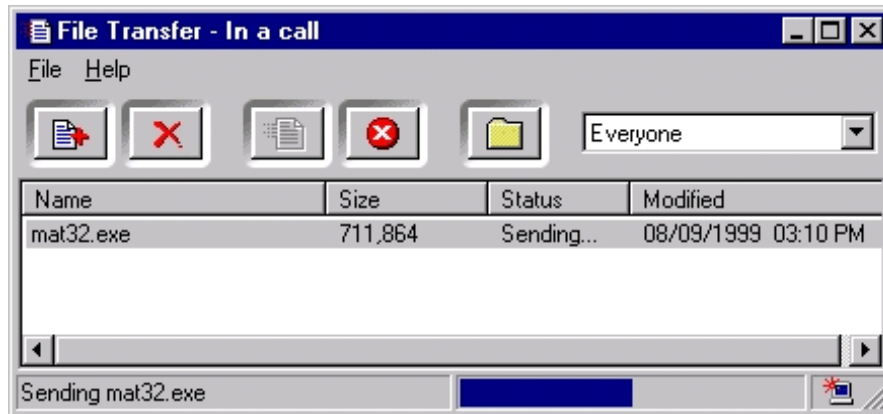 File Transfer - In a call
File Help
Everyone
Name Size Status Modified
mat32.exe 711,864 Sending... 08/09/1999 03:10 PM
Sending mat32.exe